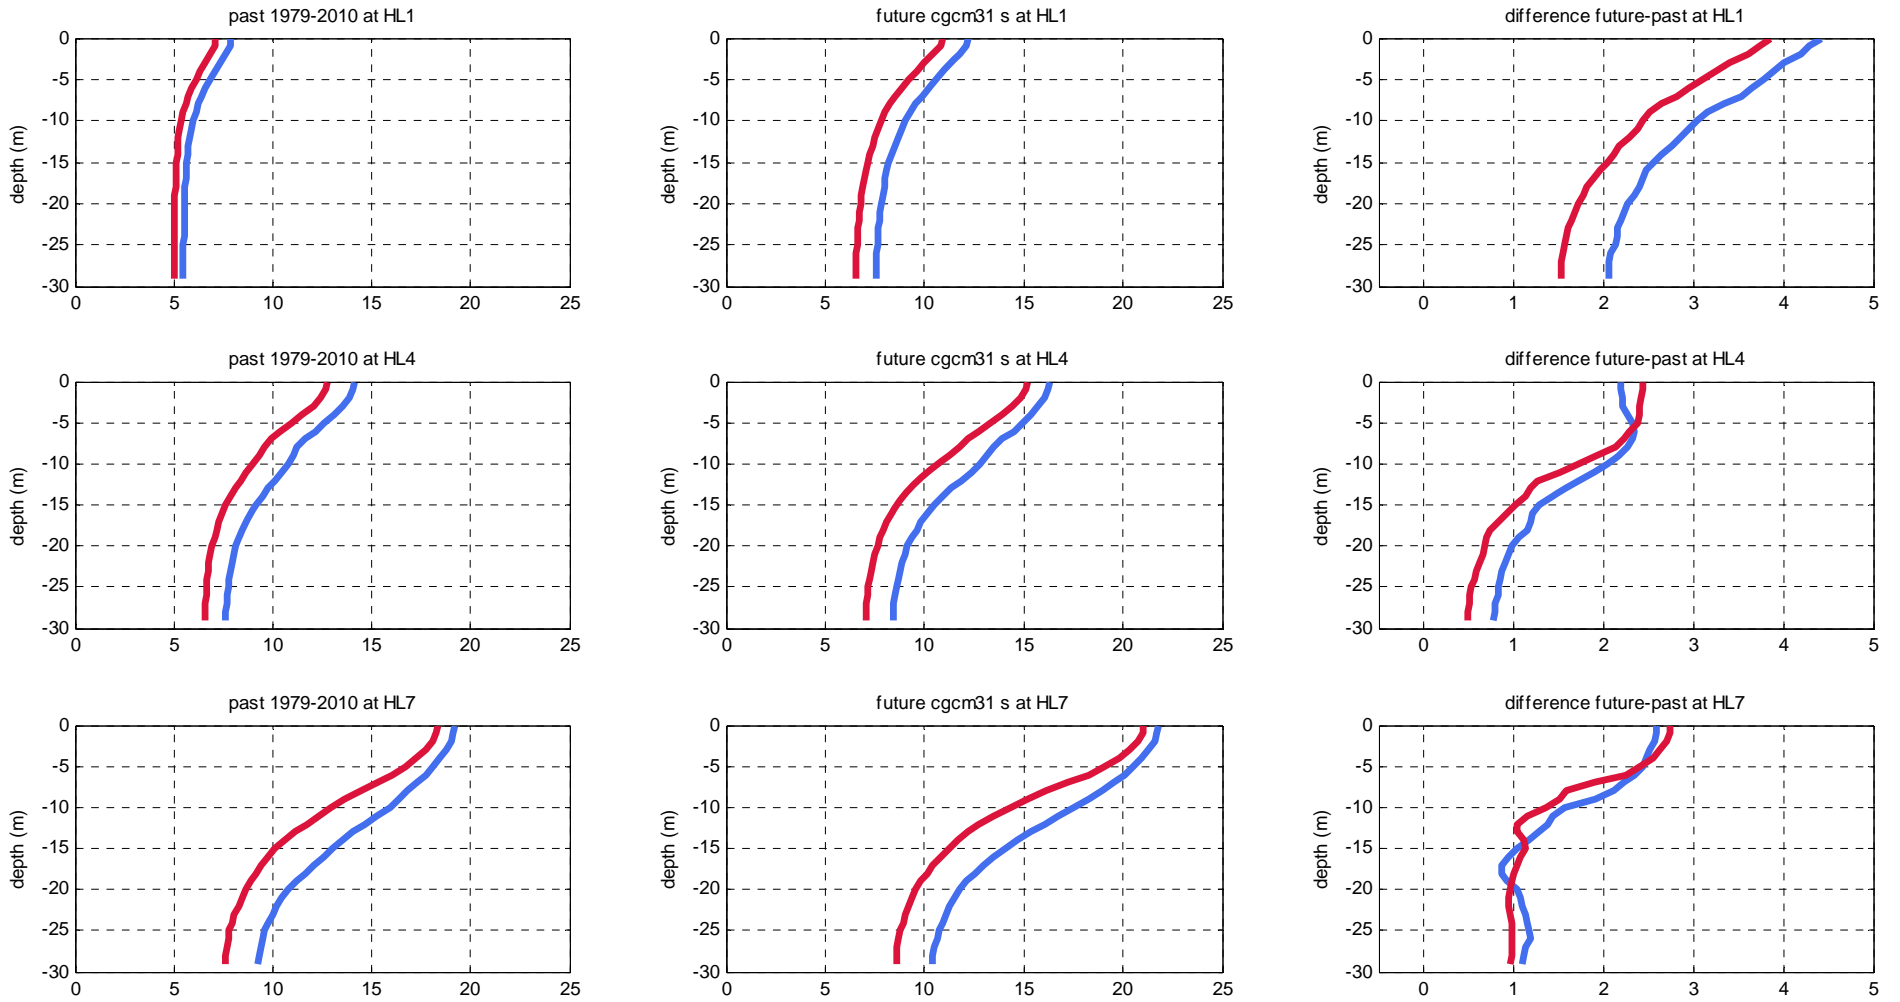 past 1979-2010 at HL1
future cgcm31 s at HL1
difference future-past at HL1
0
-5
-10
-15
-20
-25
-30
depth (m)
0 5 10 15 20 25
0
-5
-10
-15
-20
-25
-30
depth (m)
0 5 10 15 20 25
0
-5
-10
-15
-20
-25
-30
depth (m)
0 1 2 3 4 5
past 1979-2010 at HL4
future cgcm31 s at HL4
difference future-past at HL4
0
-5
-10
-15
-20
-25
-30
depth (m)
0 5 10 15 20 25
0
-5
-10
-15
-20
-25
-30
depth (m)
0 5 10 15 20 25
0
-5
-10
-15
-20
-25
-30
depth (m)
0 1 2 3 4 5
past 1979-2010 at HL7
future cgcm31 s at HL7
difference future-past at HL7
0
-5
-10
-15
-20
-25
-30
depth (m)
0 5 10 15 20 25
0
-5
-10
-15
-20
-25
-30
depth (m)
0 5 10 15 20 25
0
-5
-10
-15
-20
-25
-30
depth (m)
0 1 2 3 4 5